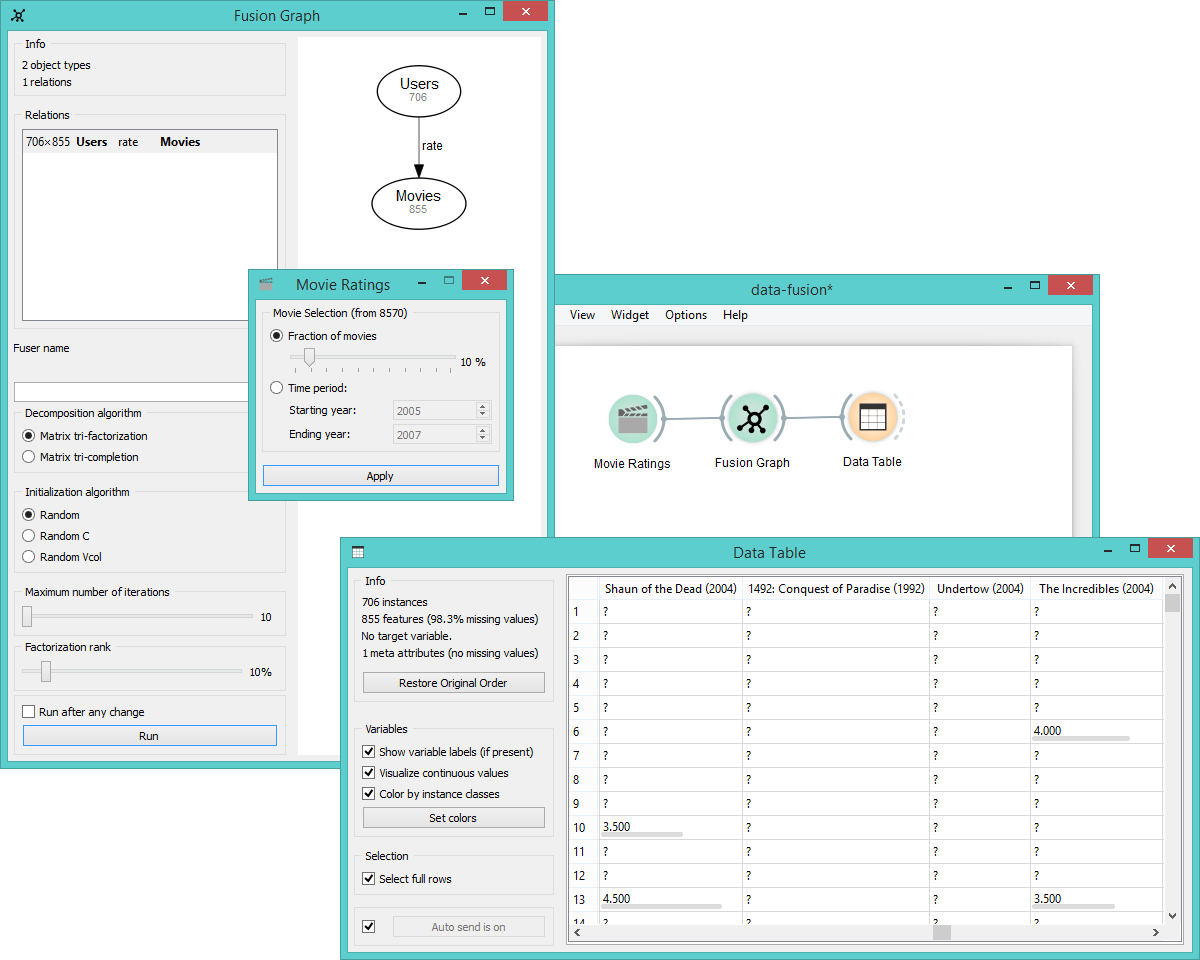 Fusion Graph
Info
2 object types
1 relations
Relations
706×855 Users rate Movies
Fuser name
Decomposition algorithm
Matrix tri-factorization
Matrix tri-completion
Initialization algorithm
Random
Random C
Random Vcol
Maximum number of iterations
10
Factorization rank
10%
Run after any change
Run
Users
706
rate
Movies
855
Movie Ratings
Movie Selection (from 8570)
Fraction of movies
10 %
Time period:
Starting year: 2005
Ending year: 2007
Apply
data-fusion*
View Widget Options Help
Movie Ratings Fusion Graph Data Table
Data Table
Info
706 instances
855 features (98.3% missing values)
No target variable.
1 meta attributes (no missing values)
Restore Original Order
Variables
Show variable labels (if present)
Visualize continuous values
Color by instance classes
Set colors
Selection
Select full rows
Auto send is on
Shaun of the Dead (2004) 1492: Conquest of Paradise (1992) Undertow (2004) The Incredibles (2004)
1 ? ? ? ?
2 ? ? ? ?
3 ? ? ? ?
4 ? ? ? ?
5 ? ? ? ?
6 ? ? ? 4.000
7 ? ? ? ?
8 ? ? ? ?
9 ? ? ? ?
10 3.500 ? ? ?
11 ? ? ? ?
12 ? ? ? ?
13 4.500 ? ? 3.500
14 ? ? ? ?